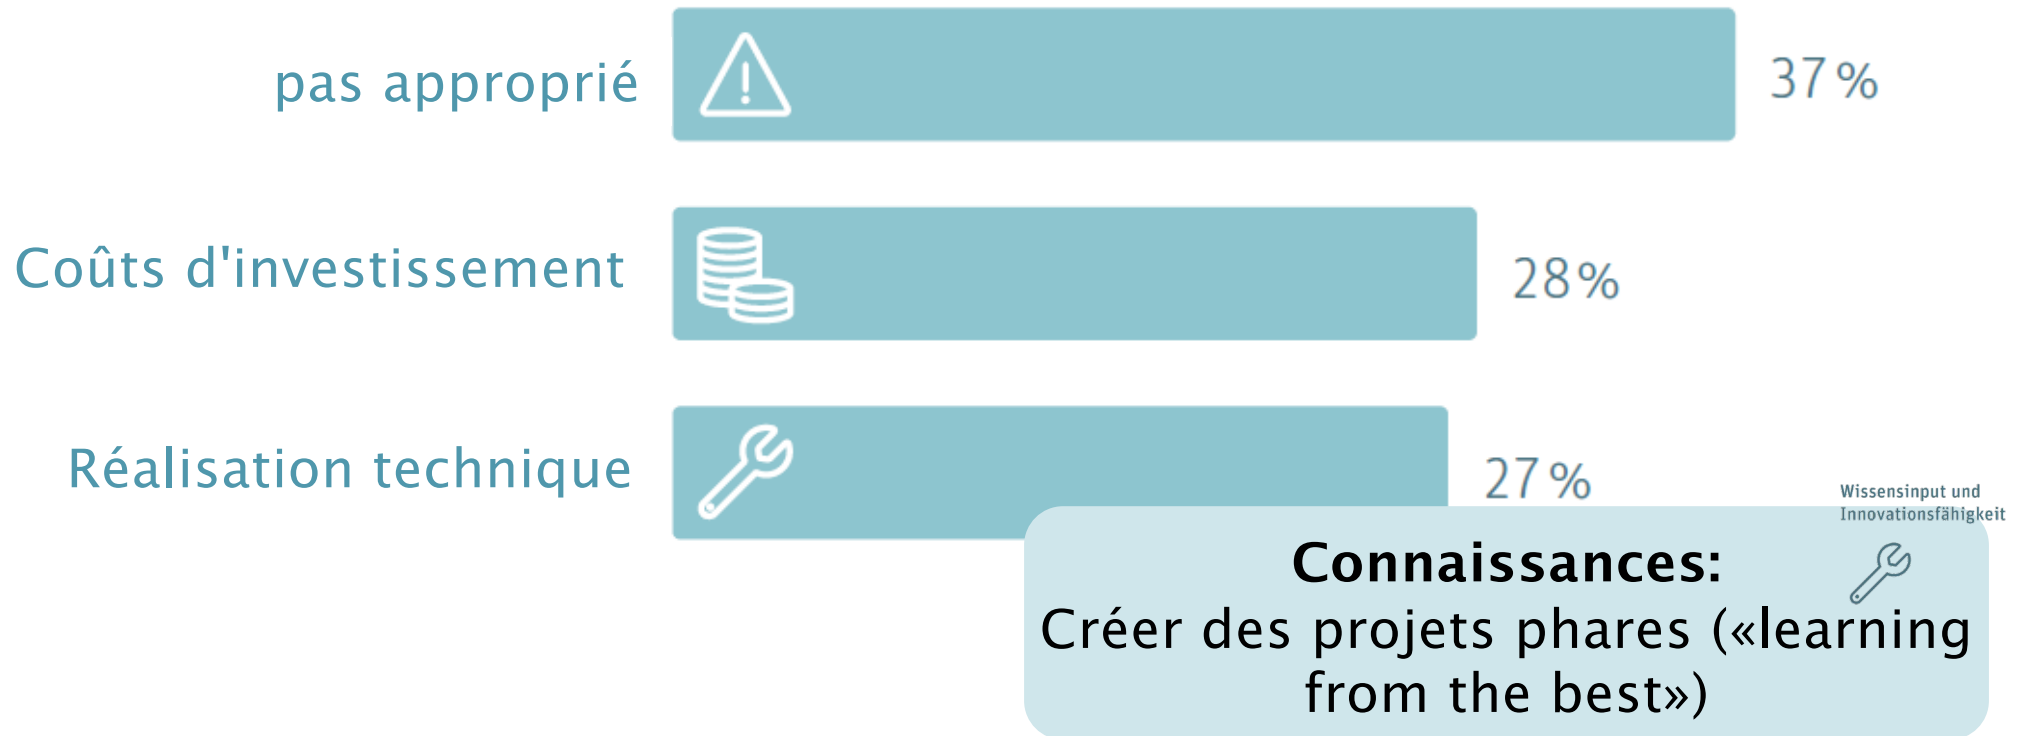 pas approprié
37%
Coûts d'investissement
28%
Réalisation technique
27%
Wissensinput und
Innovationsfähigkeit
Connaissances:
Créer des projets phares («learning
from the best»)